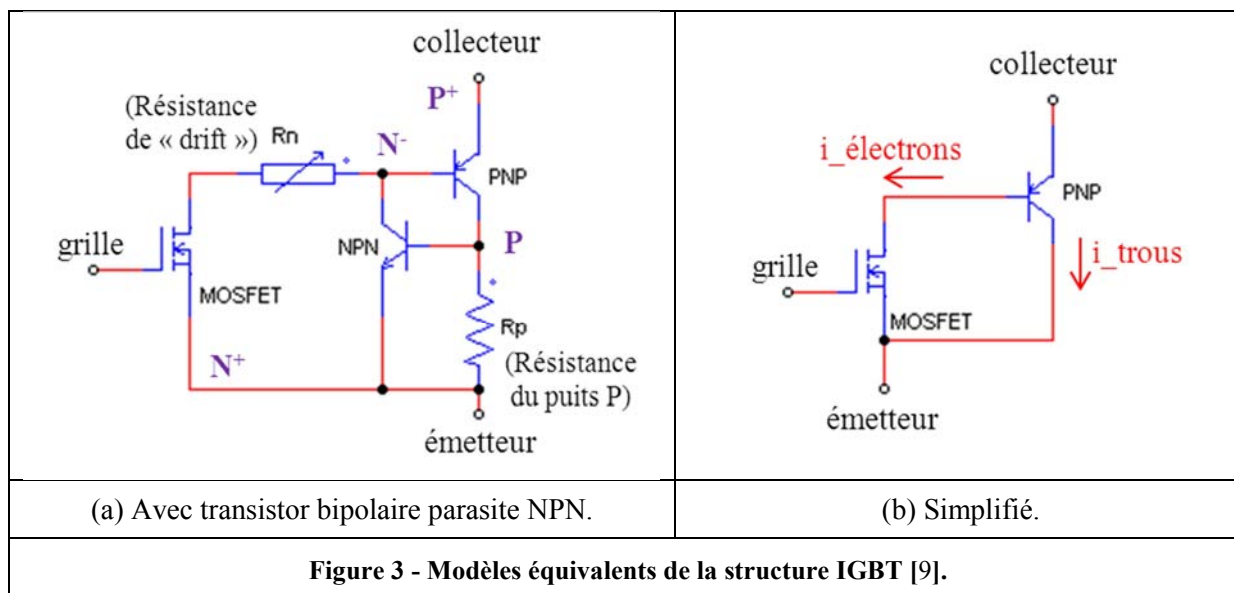 collecteur
P+
(Résistance
de « drift »)
Rn
N-
PNP
grille
NPN
P
MOSFET
Rp
N+
(Résistance
du puits P)
émetteur
collecteur
i_électrons
PNP
grille
i_trous
MOSFET
émetteur
(a) Avec transistor bipolaire parasite NPN.
(b) Simplifié.
Figure 3 - Modèles équivalents de la structure IGBT [9].